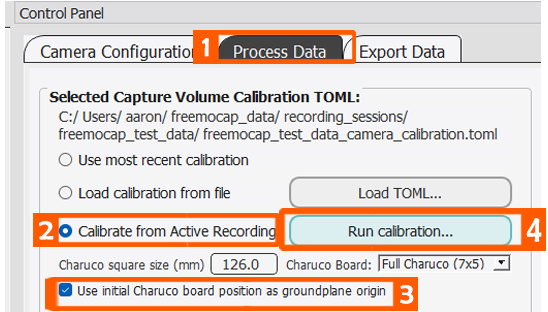 Control Panel
Camera Configuration 1 Process Data Export Data
Selected Capture Volume Calibration TOML:
C:/ Users/ aaron/ freemocap_data/ recording_sessions/
freemocap_test_data/ freemocap_test_data_camera_calibration.toml
Use most recent calibration
Load calibration from file Load TOML...
2 Calibrate from Active Recording Run calibration... 4
Charuco square size (mm) 126.0 Charuco Board: Full Charuco (7x5)
Use initial Charuco board position as groundplane origin 3